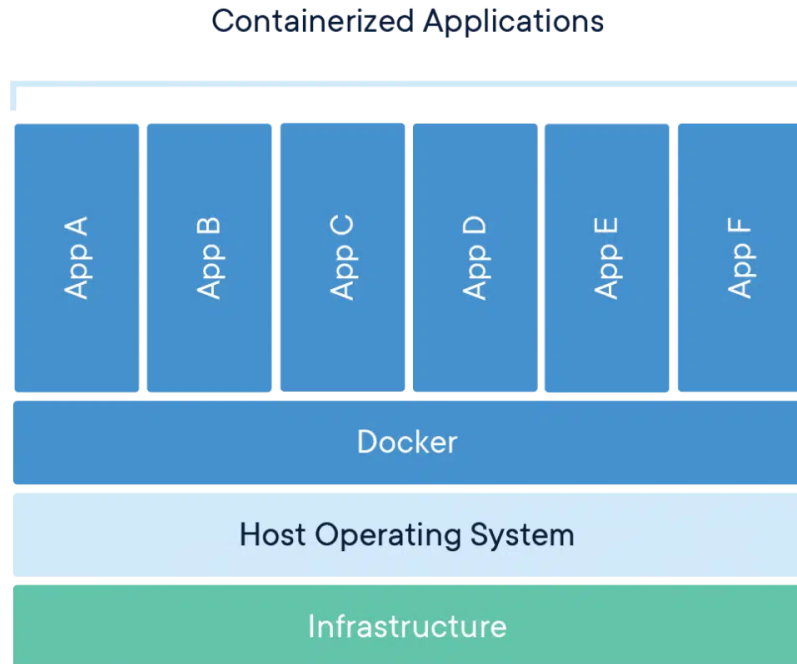 Containerized Applications
App A
App B
App C
App D
App E
App F
Docker
Host Operating System
Infrastructure